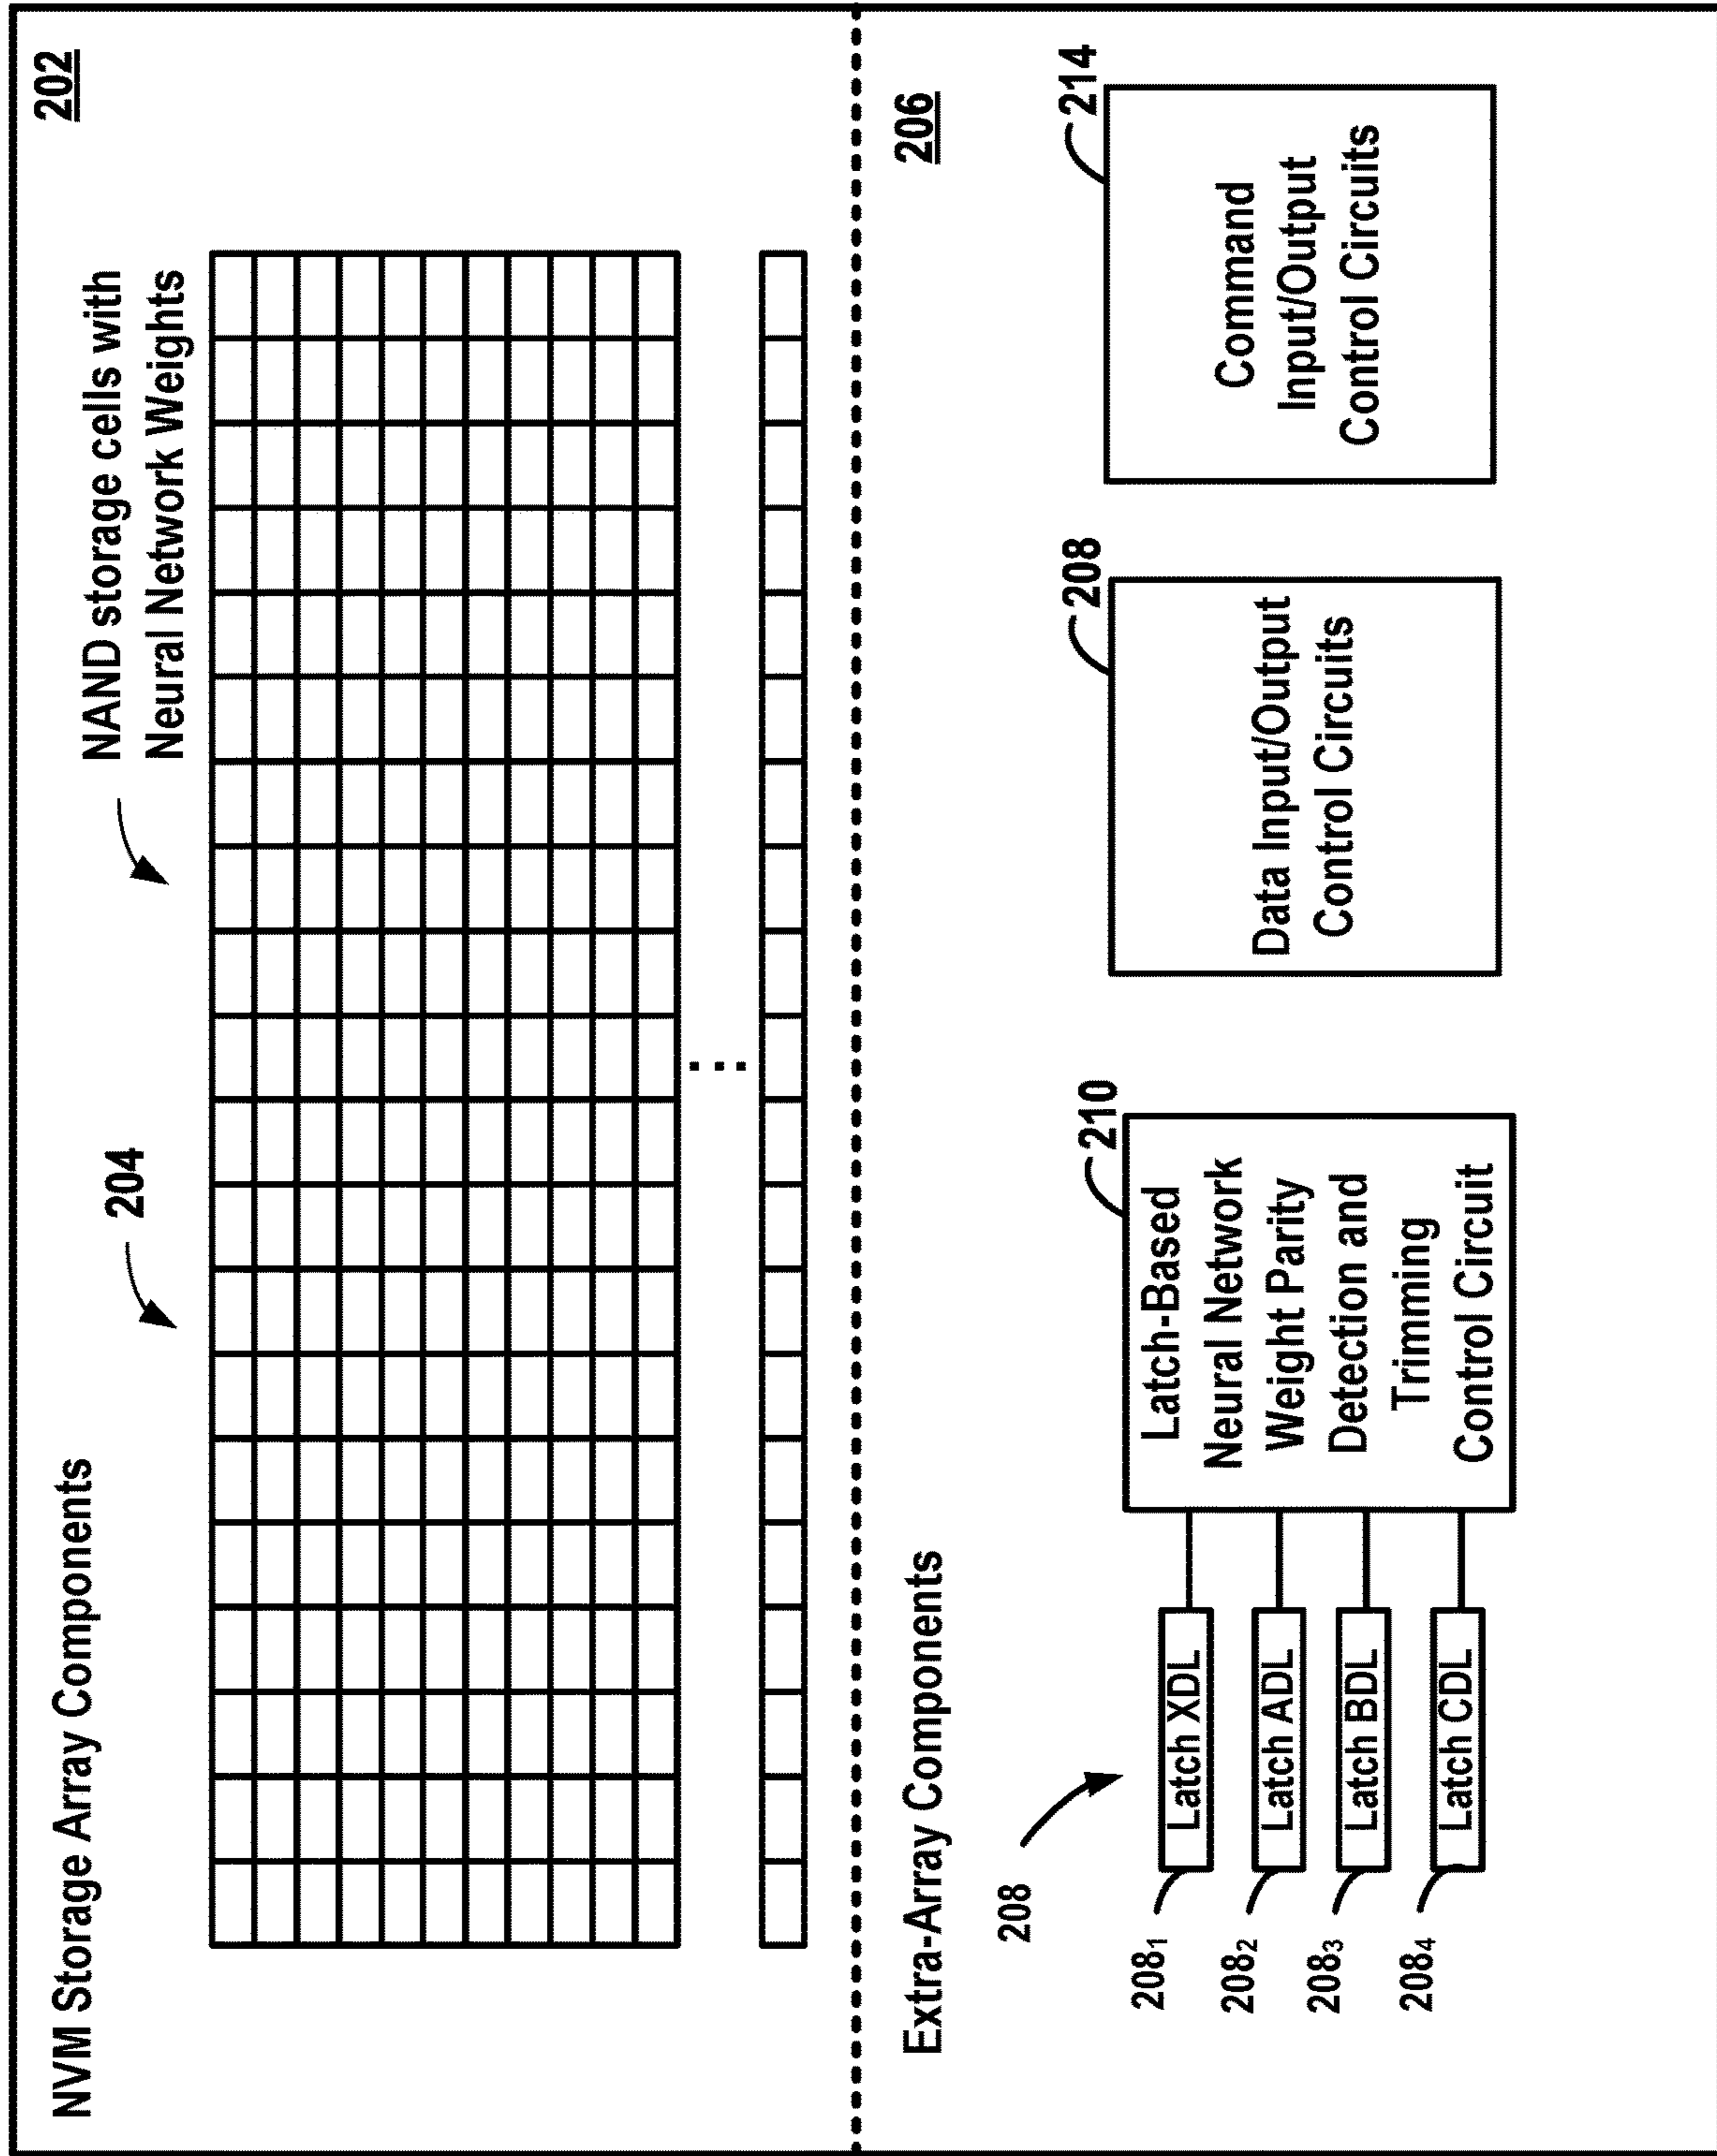 NVM Storage Array Components
202
204
NAND storage cells with
Neural Network Weights
...
Extra-Array Components
206
208
208₁
Latch XDL
208₂
Latch ADL
208₃
Latch BDL
208₄
Latch CDL
210
Latch-Based
Neural Network
Weight Parity
Detection and
Trimming
Control Circuit
208
Data Input/Output
Control Circuits
214
Command
Input/Output
Control Circuits